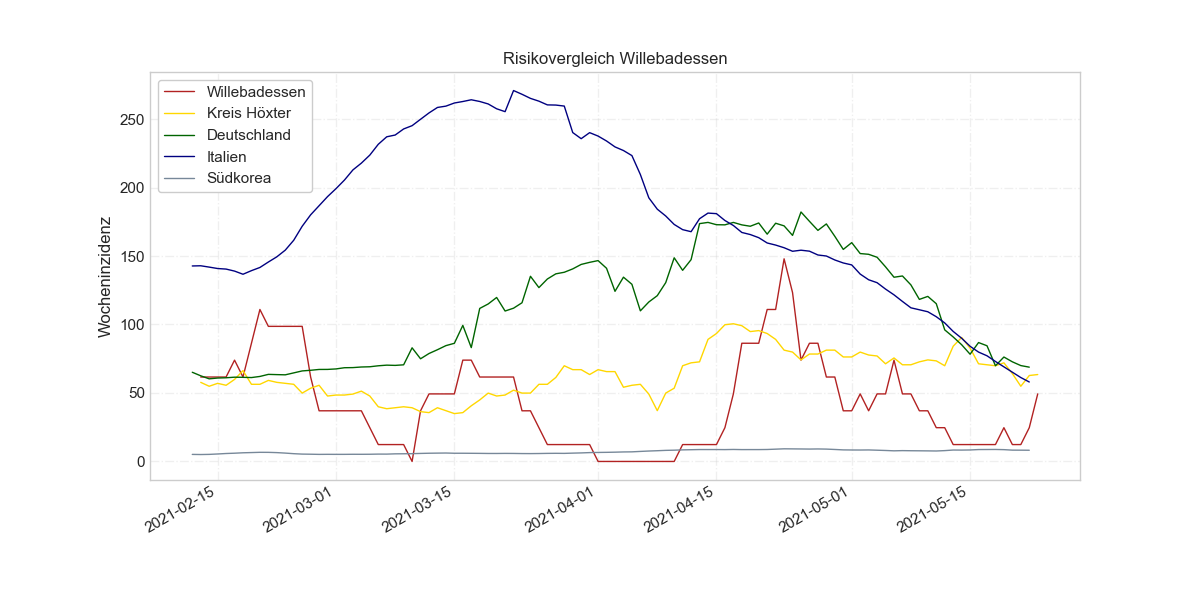 Risikovergleich Willebadessen
Willebadessen
Kreis Höxter
Deutschland
Italien
Südkorea
Wocheninzidenz
250
200
150
100
50
0
2021-02-15
2021-03-01
2021-03-15
2021-04-01
2021-04-15
2021-05-01
2021-05-15